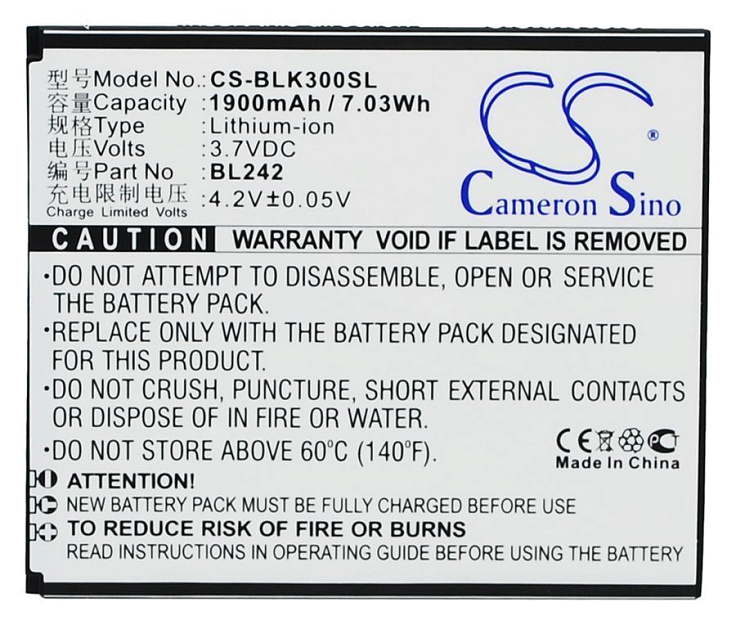 型号Model No.:CS-BLK300SL
容量Capacity :1900mAh / 7.03Wh
规格Type :Lithium-ion
电压Volts :3.7VDC
编号Part No :BL242
充电限制电压
Charge Limited Volts :4.2V±0.05V
CS ®
Cameron Sino
CAUTION WARRANTY VOID IF LABEL IS REMOVED
•DO NOT ATTEMPT TO DISASSEMBLE, OPEN OR SERVICE
THE BATTERY PACK.
•REPLACE ONLY WITH THE BATTERY PACK DESIGNATED
FOR THIS PRODUCT.
•DO NOT CRUSH, PUNCTURE, SHORT EXTERNAL CONTACTS
OR DISPOSE OF IN FIRE OR WATER.
•DO NOT STORE ABOVE 60°C (140°F).
CE
Made In China
ATTENTION!
NEW BATTERY PACK MUST BE FULLY CHARGED BEFORE USE
TO REDUCE RISK OF FIRE OR BURNS
READ INSTRUCTIONS IN OPERATING GUIDE BEFORE USING THE BATTERY